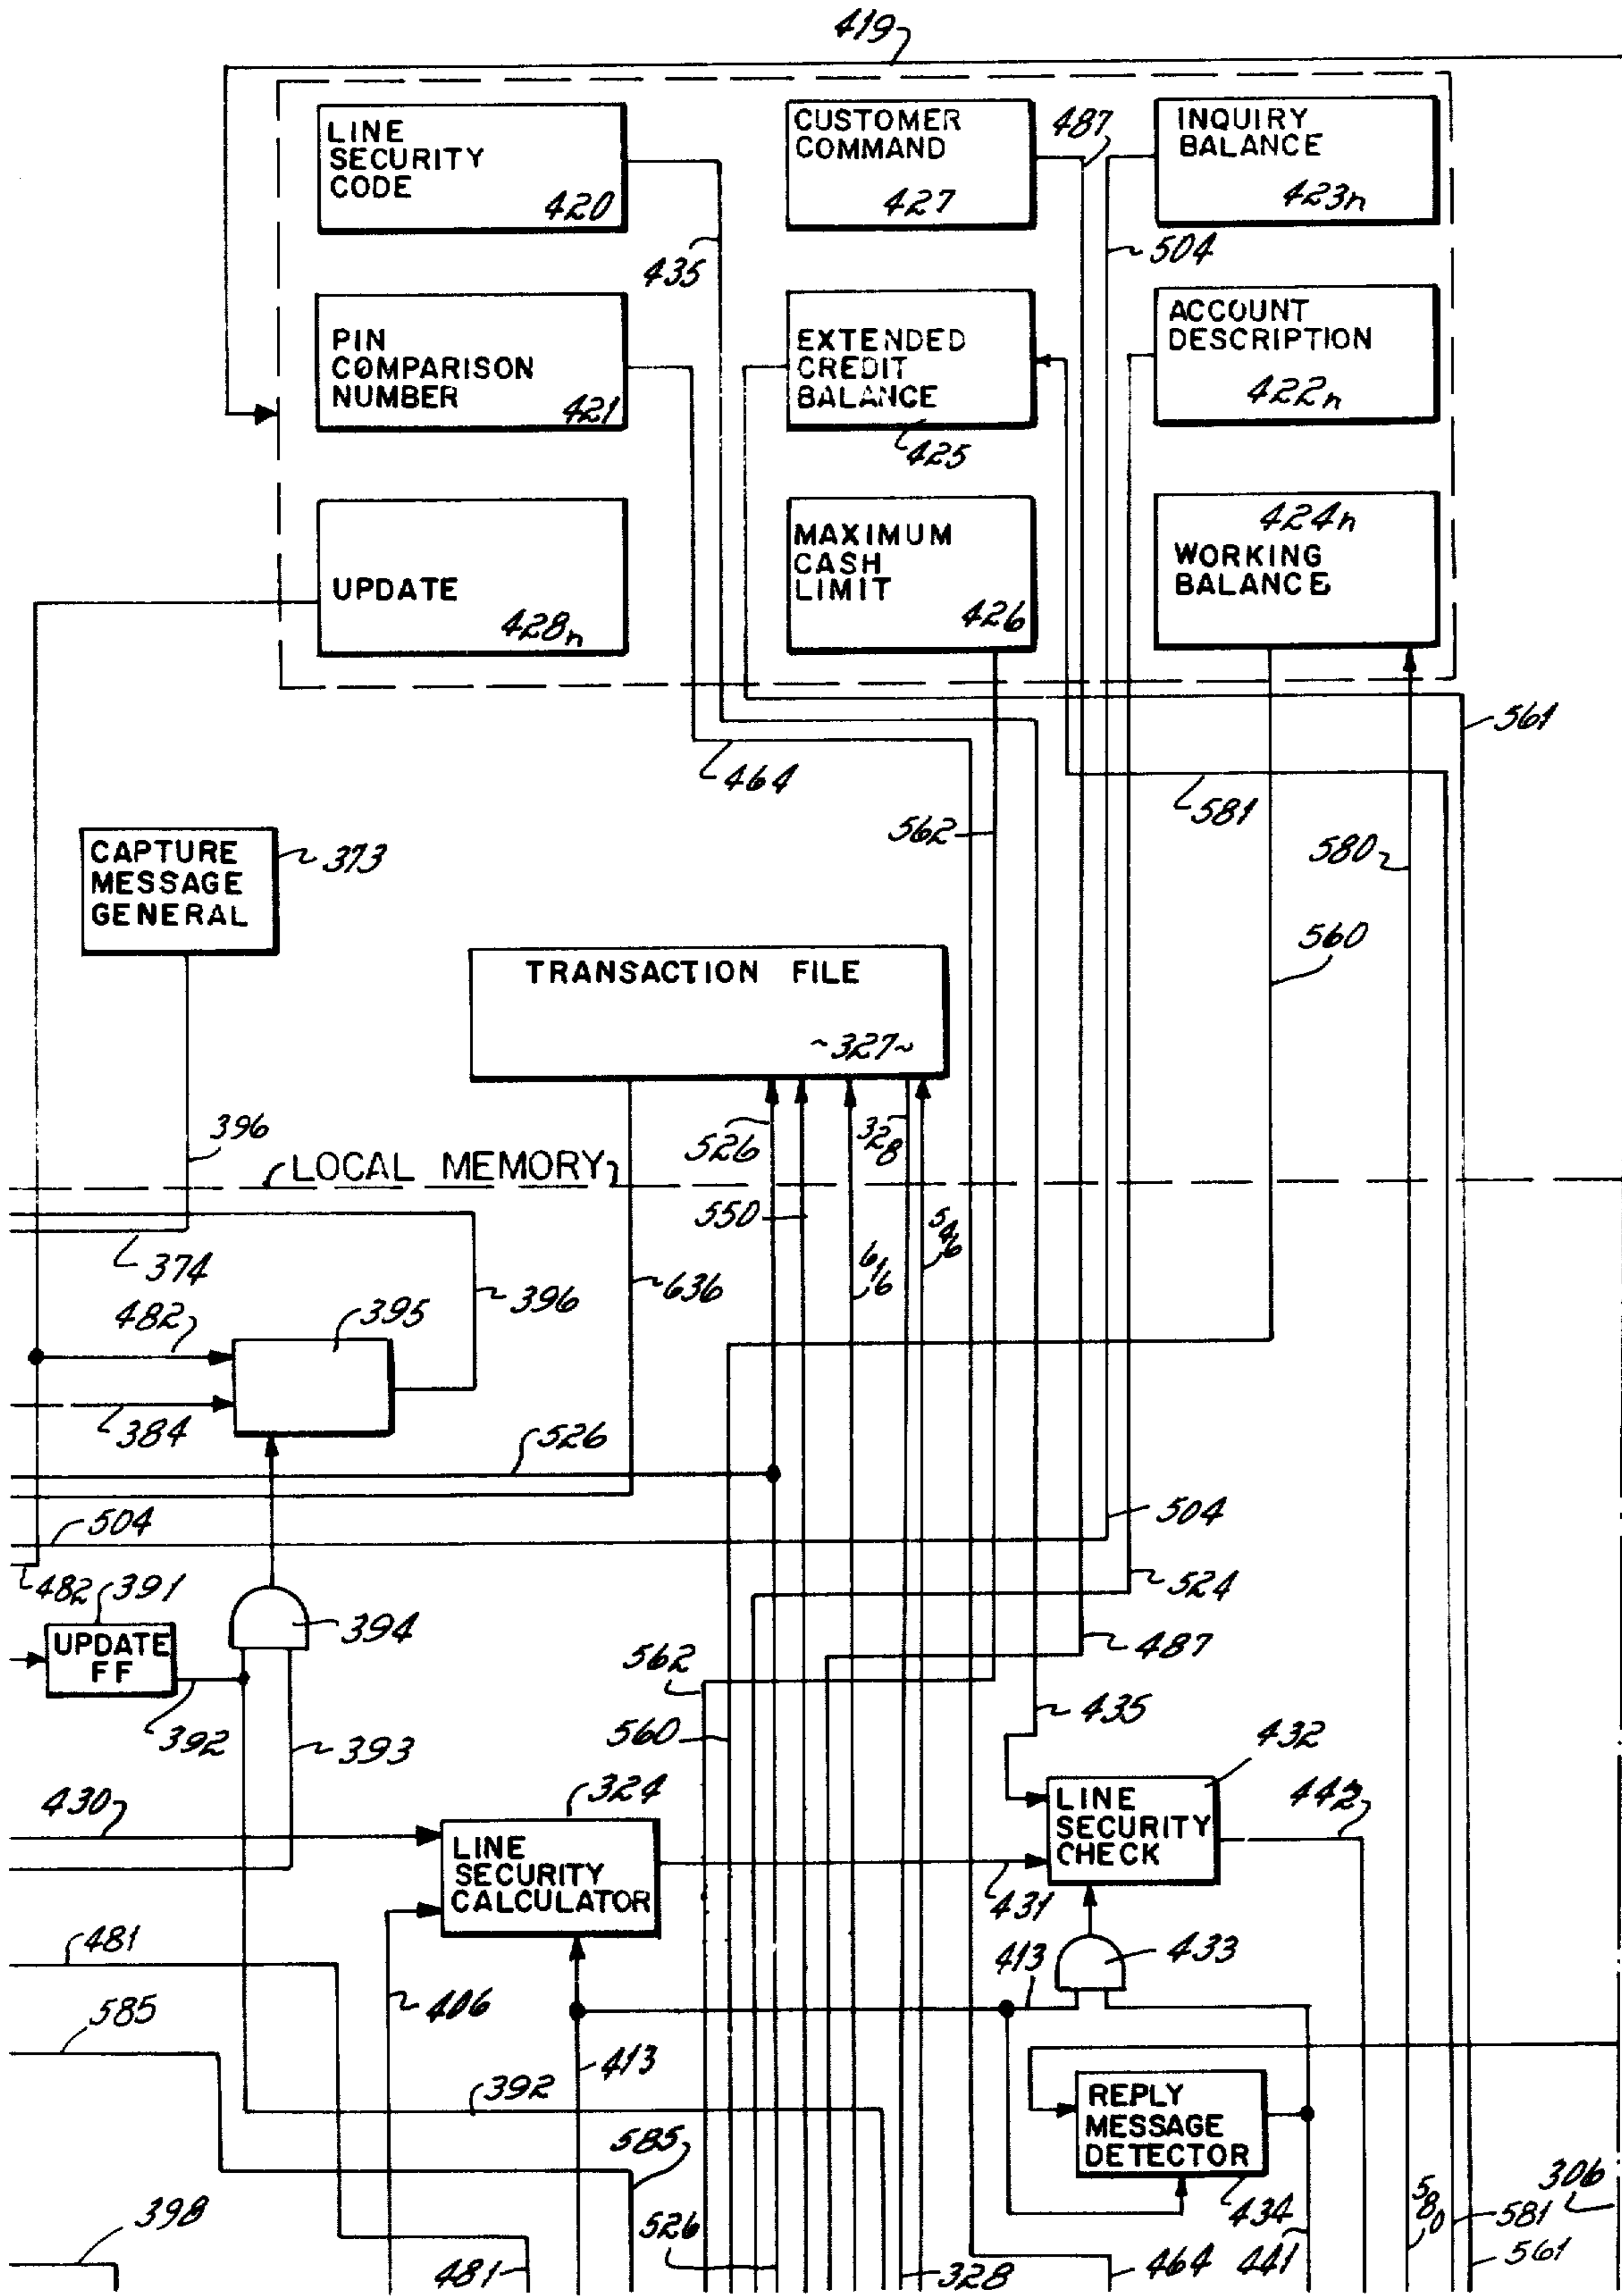 419
LINE
SECURITY
CODE
420
CUSTOMER
COMMAND
427
487
INQUIRY
BALANCE
423n
435
504
PIN
COMPARISON
NUMBER
421
EXTENDED
CREDIT
BALANCE
425
ACCOUNT
DESCRIPTION
422n
UPDATE
428n
MAXIMUM
CASH
LIMIT
426
424n
WORKING
BALANCE
561
464
581
562
580
CAPTURE
MESSAGE
GENERAL
373
560
TRANSACTION FILE
~327~
396
526
328
LOCAL MEMORY
550
546
374
616
636
396
482
395
384
526
504
504
482
391
524
394
UPDATE
FF
487
562
392
435
393
560
432
324
430
442
LINE
SECURITY
CALCULATOR
LINE
SECURITY
CHECK
431
481
413
433
406
585
413
392
REPLY
MESSAGE
DETECTOR
585
434
580
306
398
526
581
481
328
464
441
561